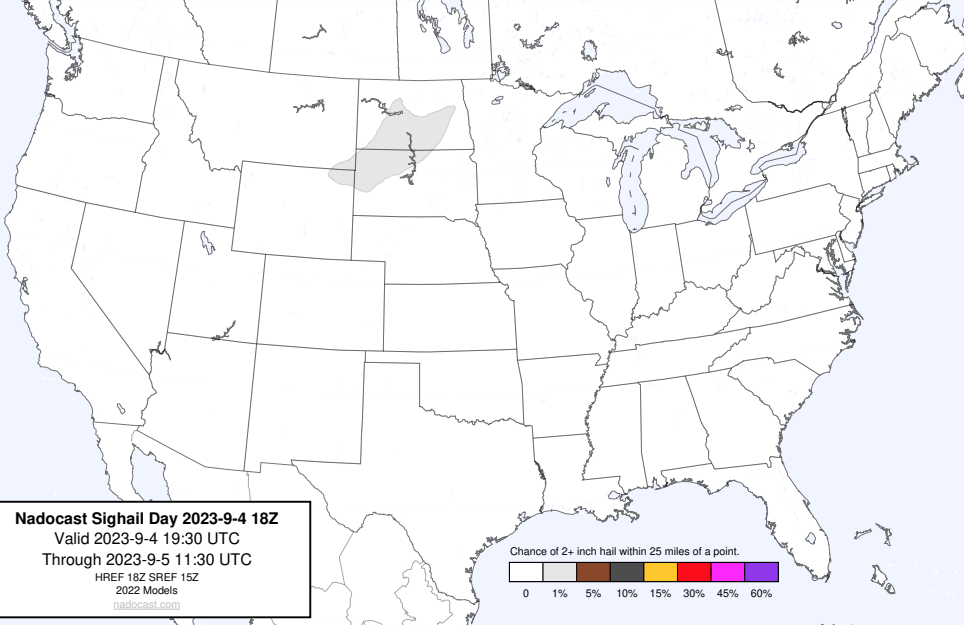 Nadocast Sighail Day 2023-9-4 18Z
Valid 2023-9-4 19:30 UTC
Through 2023-9-5 11:30 UTC
HREF 18Z SREF 15Z
2022 Models
nadocast.com
Chance of 2+ inch hail within 25 miles of a point.
0 1% 5% 10% 15% 30% 45% 60%